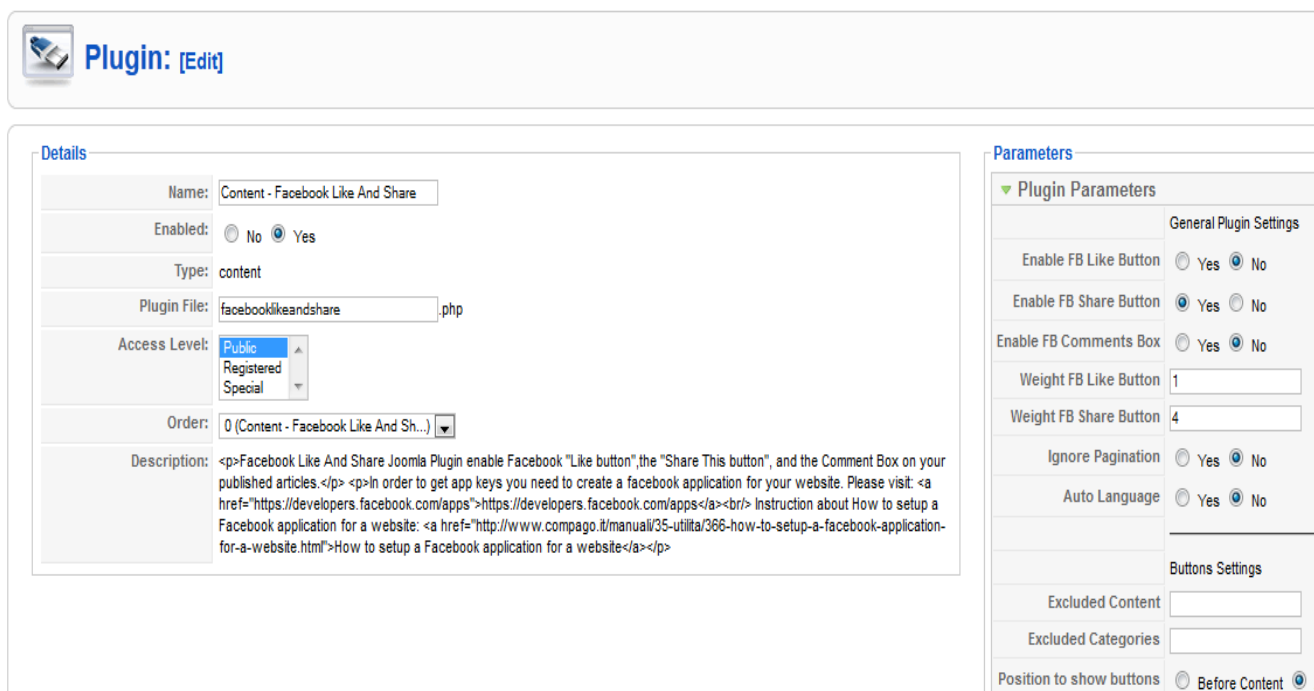 Plugin: [Edit]
Details
Name: Content - Facebook Like And Share
Enabled: No Yes
Type: content
Plugin File: facebooklikeandshare .php
Access Level: Public
Registered
Special
Order: 0 (Content - Facebook Like And Sh...)
Description: <p>Facebook Like And Share Joomla Plugin enable Facebook "Like button",the "Share This button", and the Comment Box on your
published articles.</p> <p>In order to get app keys you need to create a facebook application for your website. Please visit: <a
href="https://developers.facebook.com/apps">https://developers.facebook.com/apps</a><br/> Instruction about How to setup a
Facebook application for a website: <a href="http://www.compago.it/manuali/35-utilita/366-how-to-setup-a-facebook-application-
for-a-website.html">How to setup a Facebook application for a website</a></p>
Parameters
Plugin Parameters
General Plugin Settings
Enable FB Like Button Yes No
Enable FB Share Button Yes No
Enable FB Comments Box Yes No
Weight FB Like Button 1
Weight FB Share Button 4
Ignore Pagination Yes No
Auto Language Yes No
Buttons Settings
Excluded Content
Excluded Categories
Position to show buttons Before Content